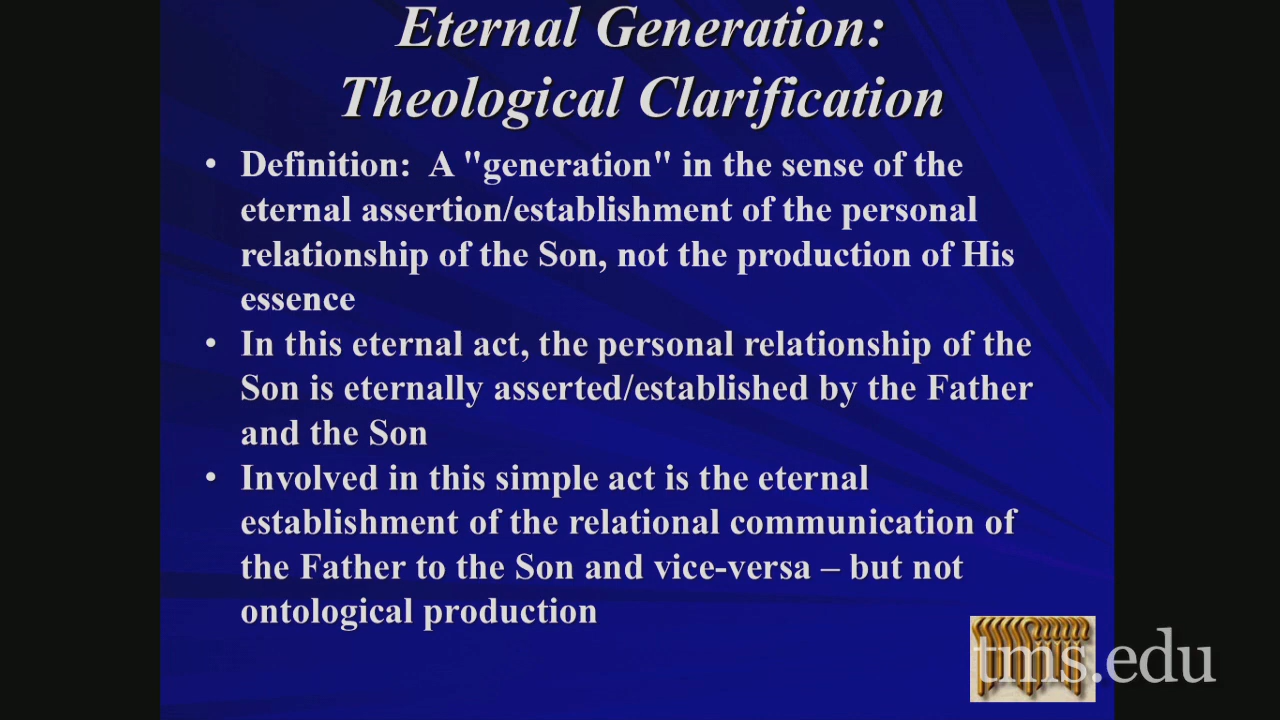 Eternal Generation:
Theological Clarification
• Definition:  A "generation" in the sense of the
eternal assertion/establishment of the personal
relationship of the Son, not the production of His
essence
• In this eternal act, the personal relationship of the
Son is eternally asserted/established by the Father
and the Son
• Involved in this simple act is the eternal
establishment of the relational communication of
the Father to the Son and vice-versa – but not
ontological production
tms.edu